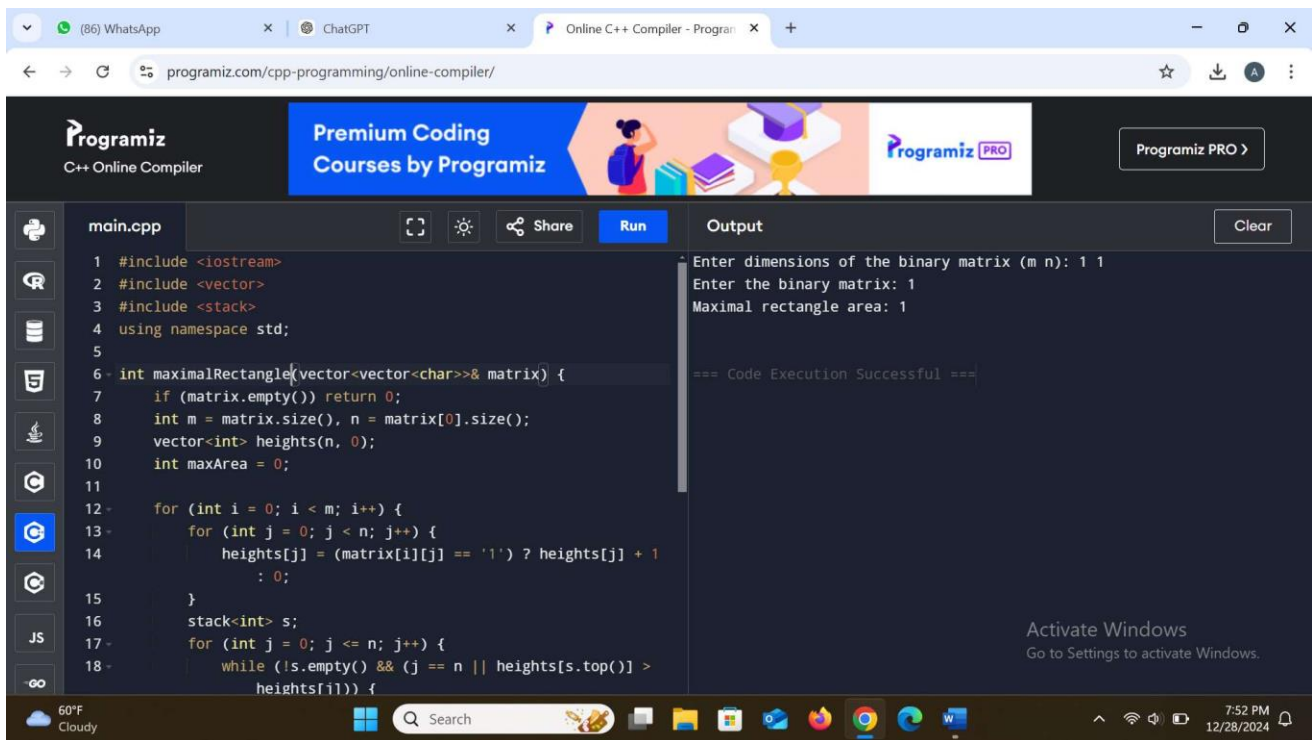 (86) WhatsApp
ChatGPT
Online C++ Compiler - Program
programiz.com/cpp-programming/online-compiler/
A
Programiz
C++ Online Compiler
Premium Coding
Courses by Programiz
Programiz PRO
Programiz PRO >
main.cpp
Share
Run
Output
Clear
1 #include <iostream>
2 #include <vector>
3 #include <stack>
4 using namespace std;
5
6 int maximalRectangle(vector<vector<char>>& matrix) {
7 if (matrix.empty()) return 0;
8 int m = matrix.size(), n = matrix[0].size();
9 vector<int> heights(n, 0);
10 int maxArea = 0;
11
12 for (int i = 0; i < m; i++) {
13 for (int j = 0; j < n; j++) {
14 heights[j] = (matrix[i][j] == '1') ? heights[j] + 1
: 0;
15 }
16 stack<int> s;
17 for (int j = 0; j <= n; j++) {
18 while (!s.empty() && (j == n || heights[s.top()] >
heights[j])) {
Enter dimensions of the binary matrix (m n): 1 1
Enter the binary matrix: 1
Maximal rectangle area: 1
=== Code Execution Successful ===
JS
GO
Activate Windows
Go to Settings to activate Windows.
60°F
Cloudy
Search
7:52 PM
12/28/2024